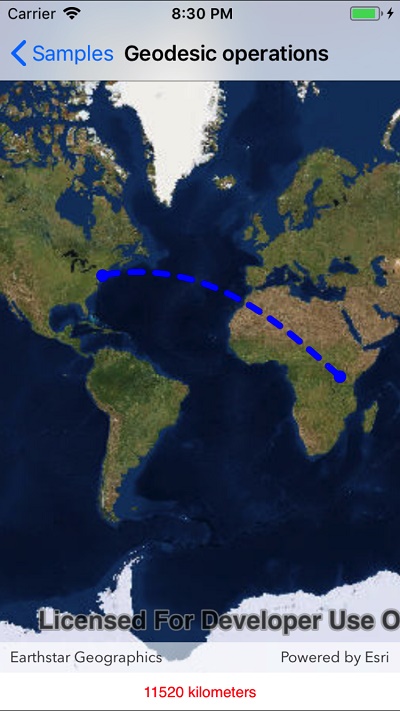 Carrier 8:30 PM
Samples Geodesic operations
Licensed For Developer Use O
Earthstar Geographics Powered by Esri
11520 kilometers